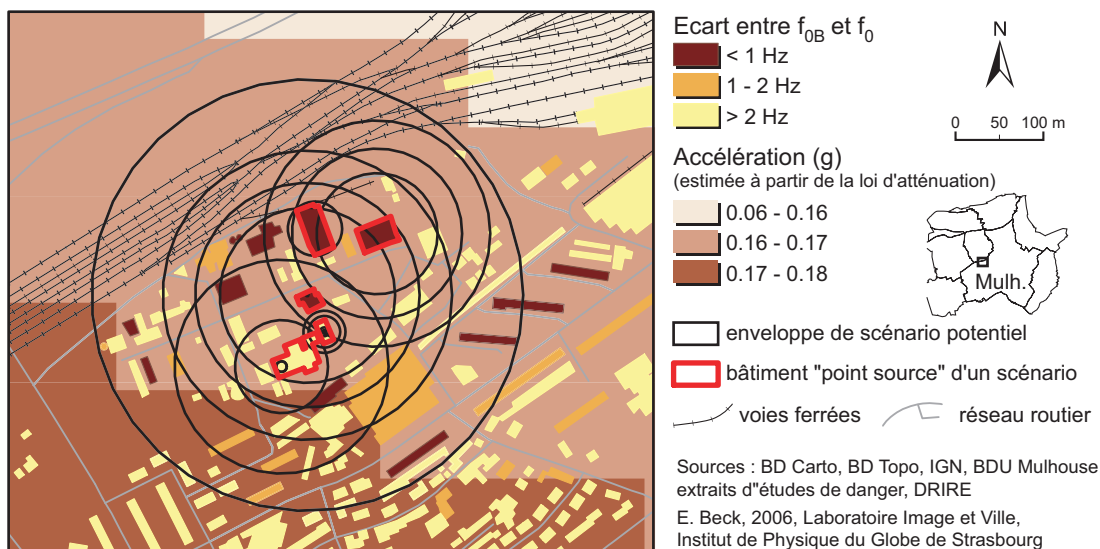 Ecart entre f0B et f0
< 1 Hz
1 - 2 Hz
> 2 Hz
N
0 50 100 m
Accélération (g)
(estimée à partir de la loi d'atténuation)
0.06 - 0.16
0.16 - 0.17
0.17 - 0.18
Mulh.
enveloppe de scénario potentiel
bâtiment "point source" d'un scénario
voies ferrées
réseau routier
Sources : BD Carto, BD Topo, IGN, BDU Mulhouse
extraits d"études de danger, DRIRE
E. Beck, 2006, Laboratoire Image et Ville,
Institut de Physique du Globe de Strasbourg